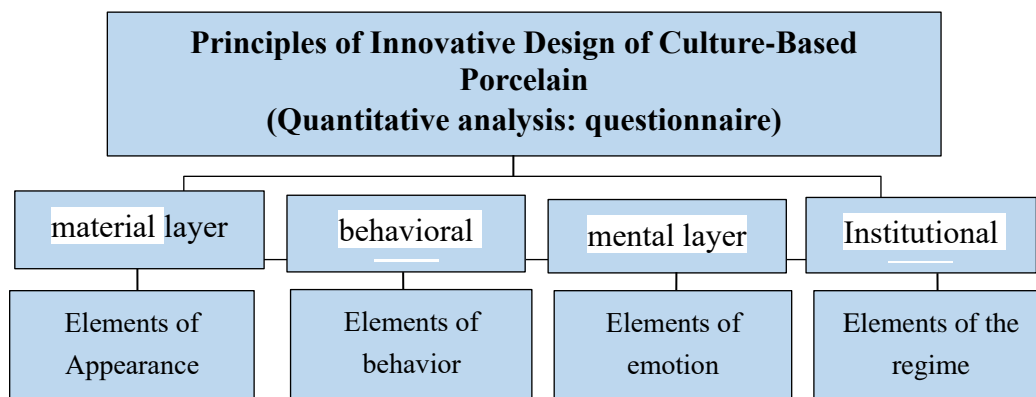 Principles of Innovative Design of Culture-Based
Porcelain
(Quantitative analysis: questionnaire)
material layer
behavioral
mental layer
Institutional
Elements of
Appearance
Elements of
behavior
Elements of
emotion
Elements of the
regime